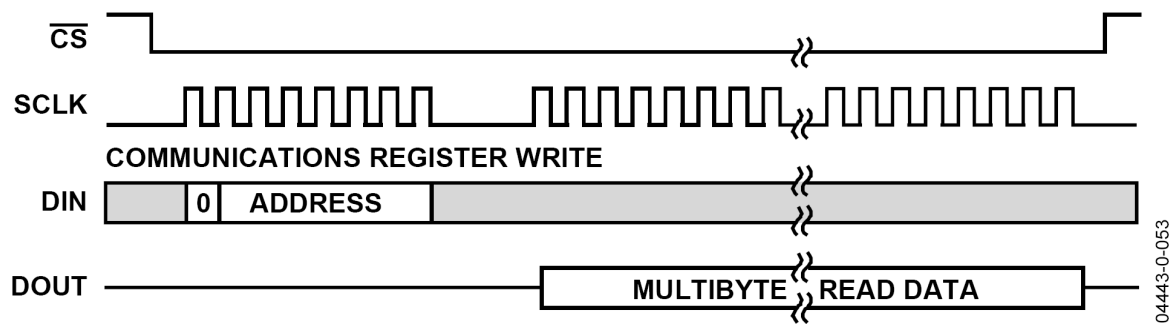 CS
SCLK
COMMUNICATIONS REGISTER WRITE
DIN 0 ADDRESS
DOUT MULTIBYTE READ DATA
04443-0-053